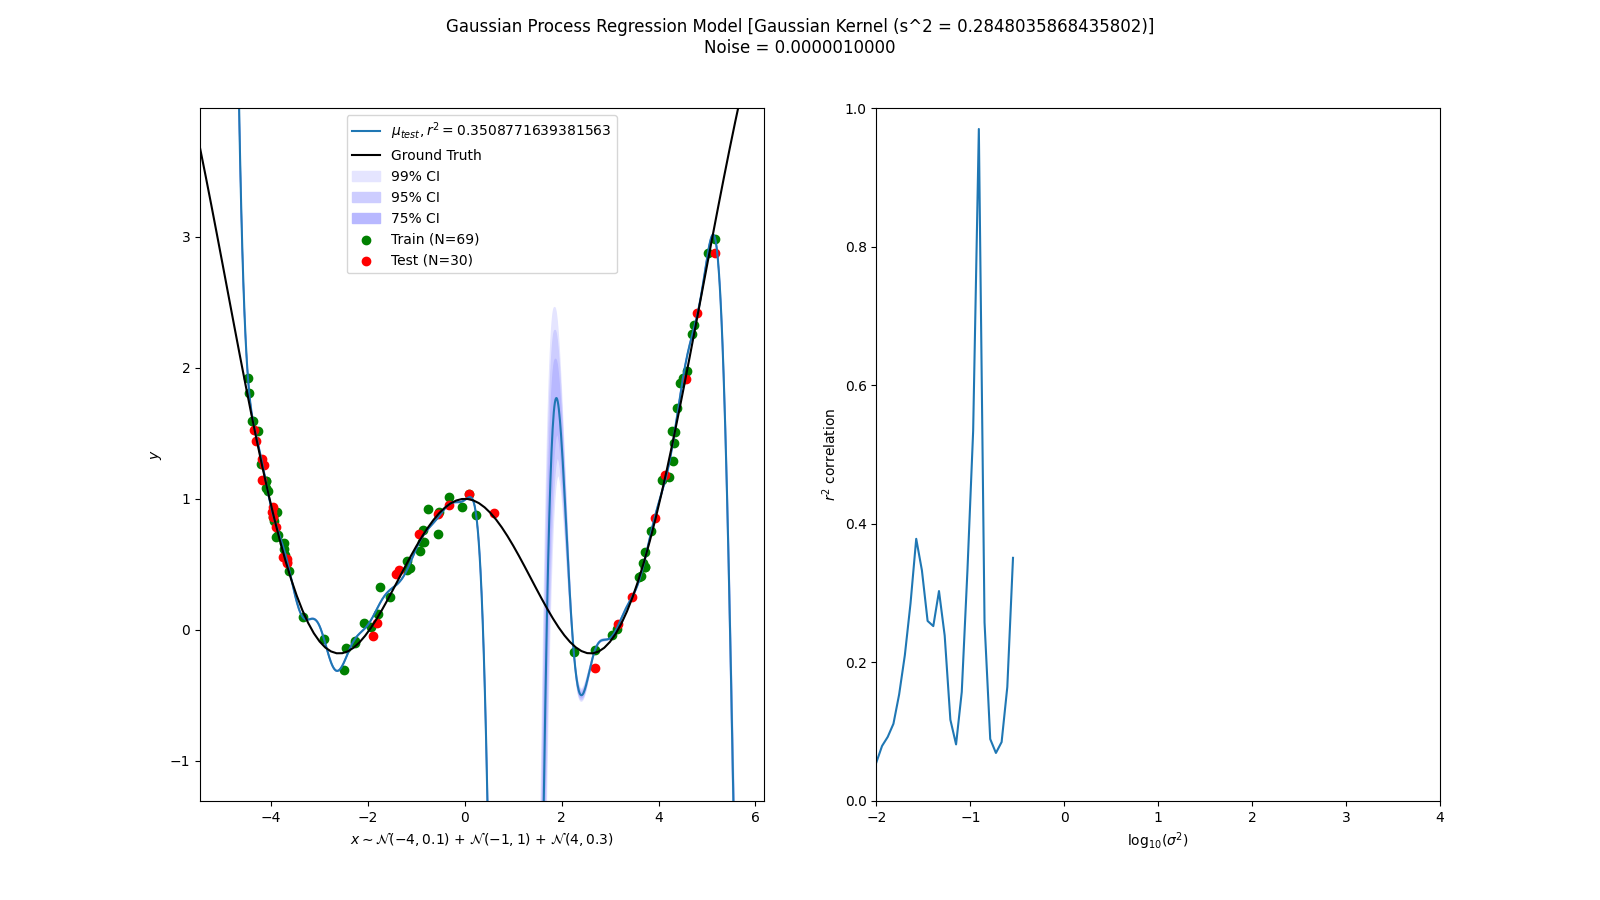 Gaussian Process Regression Model [Gaussian Kernel (s^2 = 0.2848035868435802)]
Noise = 0.0000010000
μ_test, r² = 0.3508771639381563
Ground Truth
99% CI
95% CI
75% CI
Train (N=69)
Test (N=30)
3
2
1
0
−1
y
−4 −2 0 2 4 6
x ∼ 𝒩(−4, 0.1) + 𝒩(−1, 1) + 𝒩(4, 0.3)
1.0
0.8
0.6
0.4
0.2
0.0
r² correlation
−2 −1 0 1 2 3 4
log₁₀(σ²)